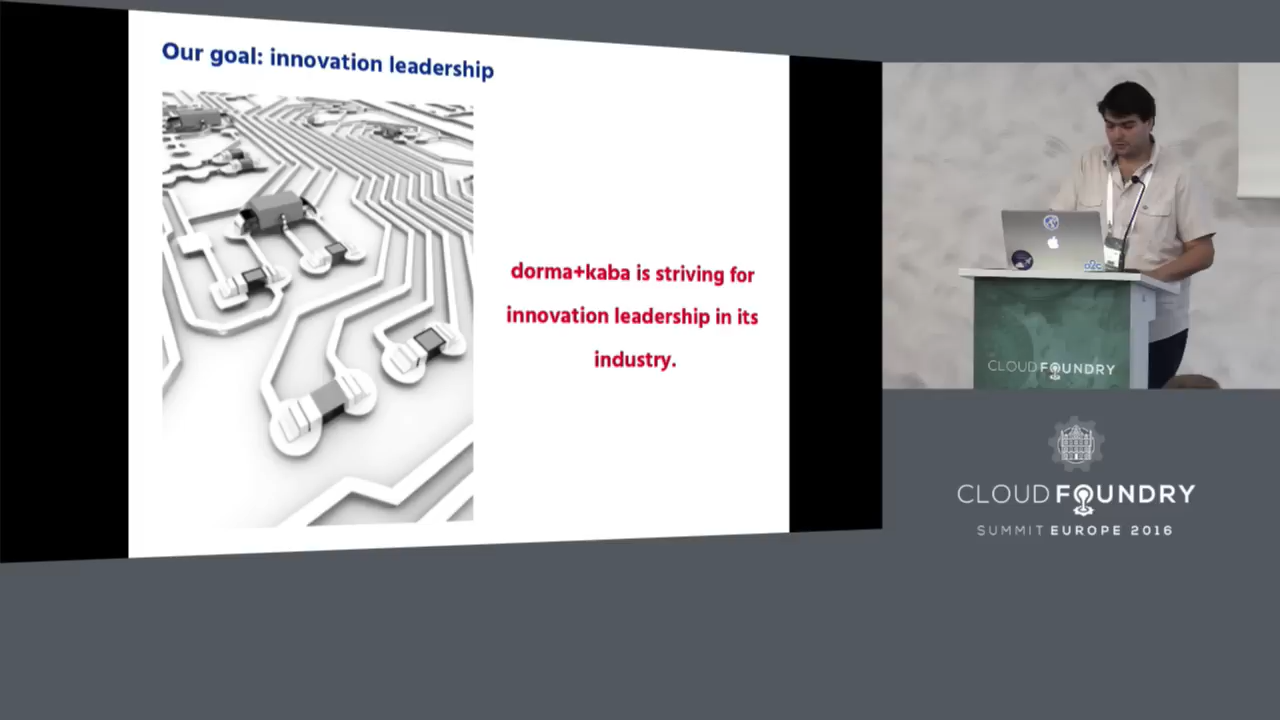 Our goal: innovation leadership
dorma+kaba is striving for
innovation leadership in its
industry.
CLOUD FOUNDRY
CLOUD FOUNDRY
SUMMIT EUROPE 2016